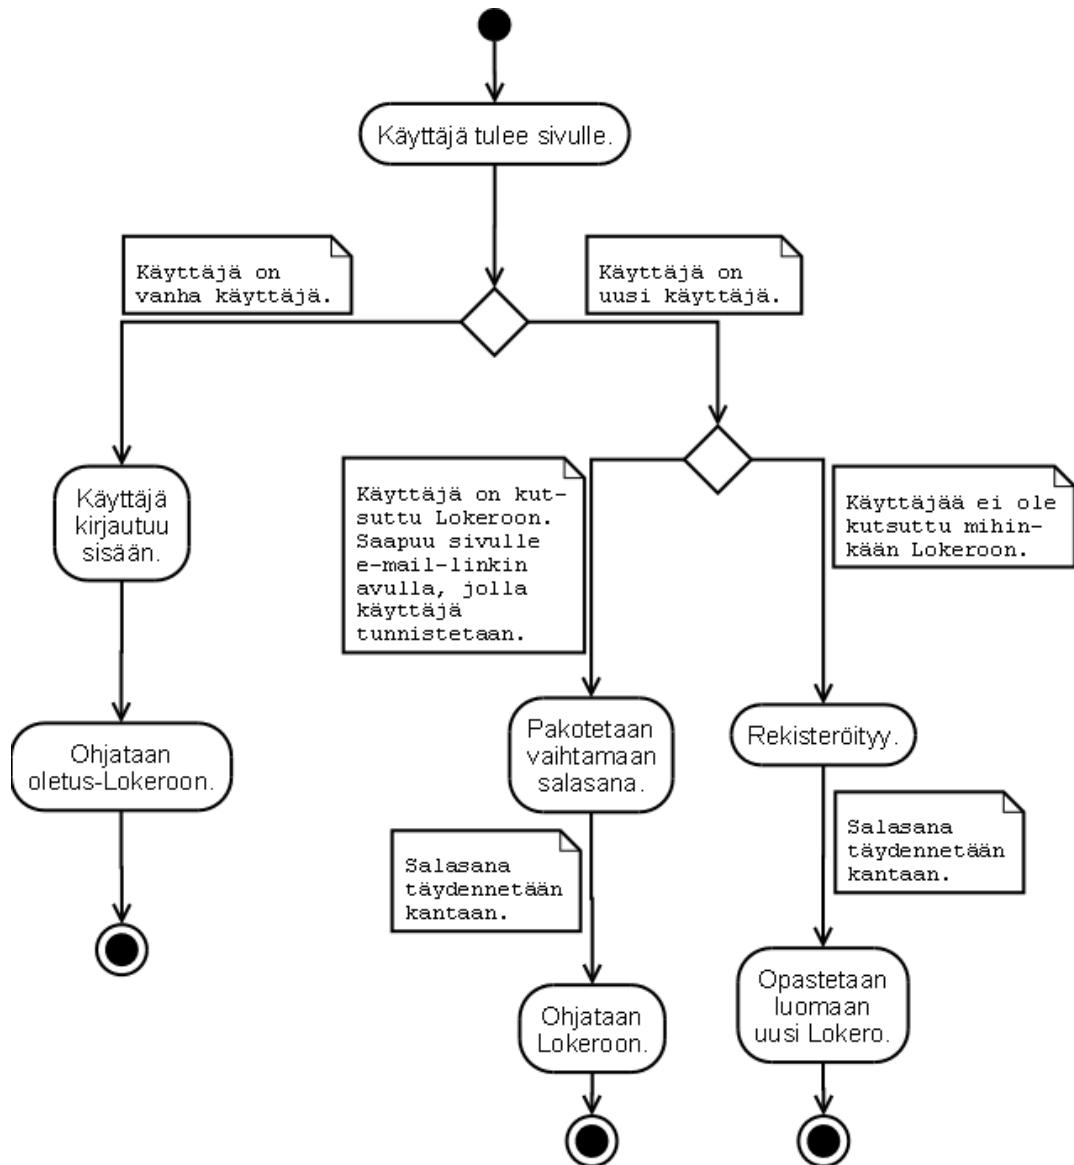 Käyttäjä tulee sivulle.
Käyttäjä on
vanha käyttäjä.
Käyttäjä on
uusi käyttäjä.
Käyttäjä
kirjautuu
sisään.
Käyttäjä on kut-
suttu Lokeroon.
Saapuu sivulle
e-mail-linkin
avulla, jolla
käyttäjä
tunnistetaan.
Käyttäjää ei ole
kutsuttu mihin-
kään Lokeroon.
Ohjataan
oletus-Lokeroon.
Pakotetaan
vaihtamaan
salasana.
Rekisteröityy.
Salasana
täydennetään
kantaan.
Salasana
täydennetään
kantaan.
Ohjataan
Lokeroon.
Opastetaan
luomaan
uusi Lokero.